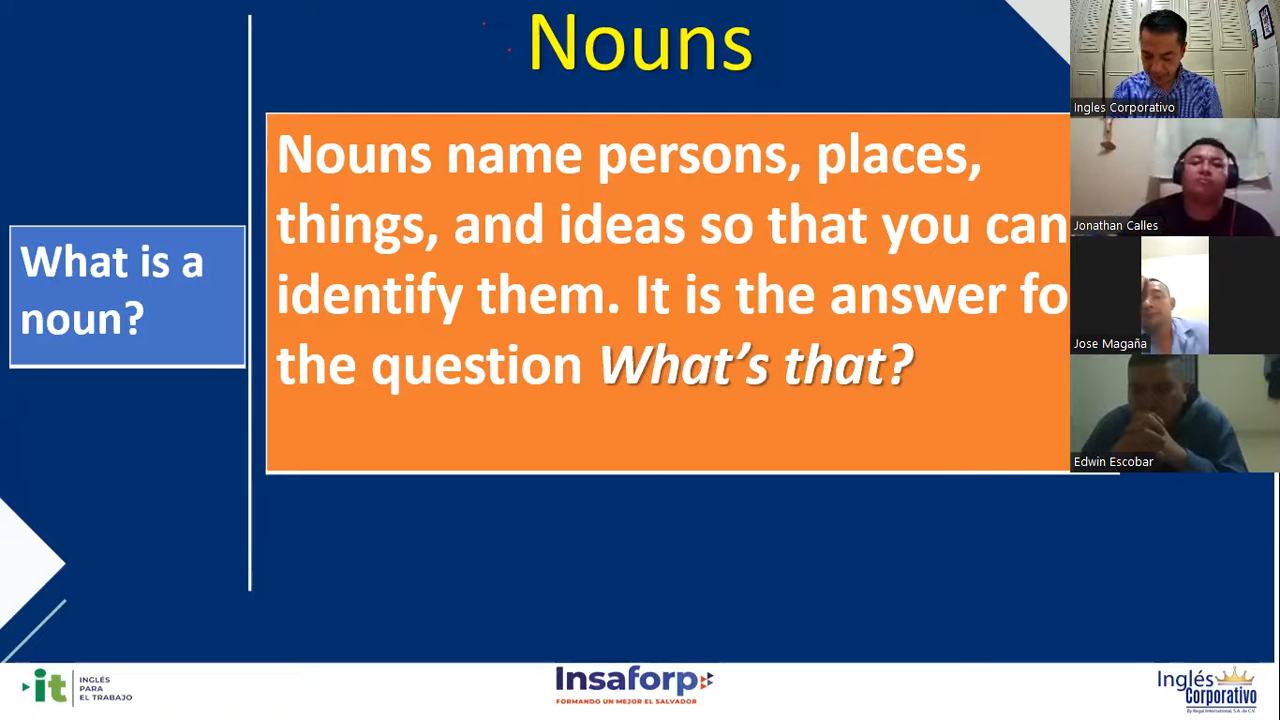 Nouns
What is a
noun?
Nouns name persons, places,
things, and ideas so that you can
identify them. It is the answer fo
the question What's that?
Ingles Corporativo
Jonathan Calles
Jose Magaña
Edwin Escobar
it
INGLÉS
PARA
EL TRABAJO
Insaforp
FORMANDO UN MEJOR EL SALVADOR
Inglés
Corporativo
By Regal International, S.A. de C.V.